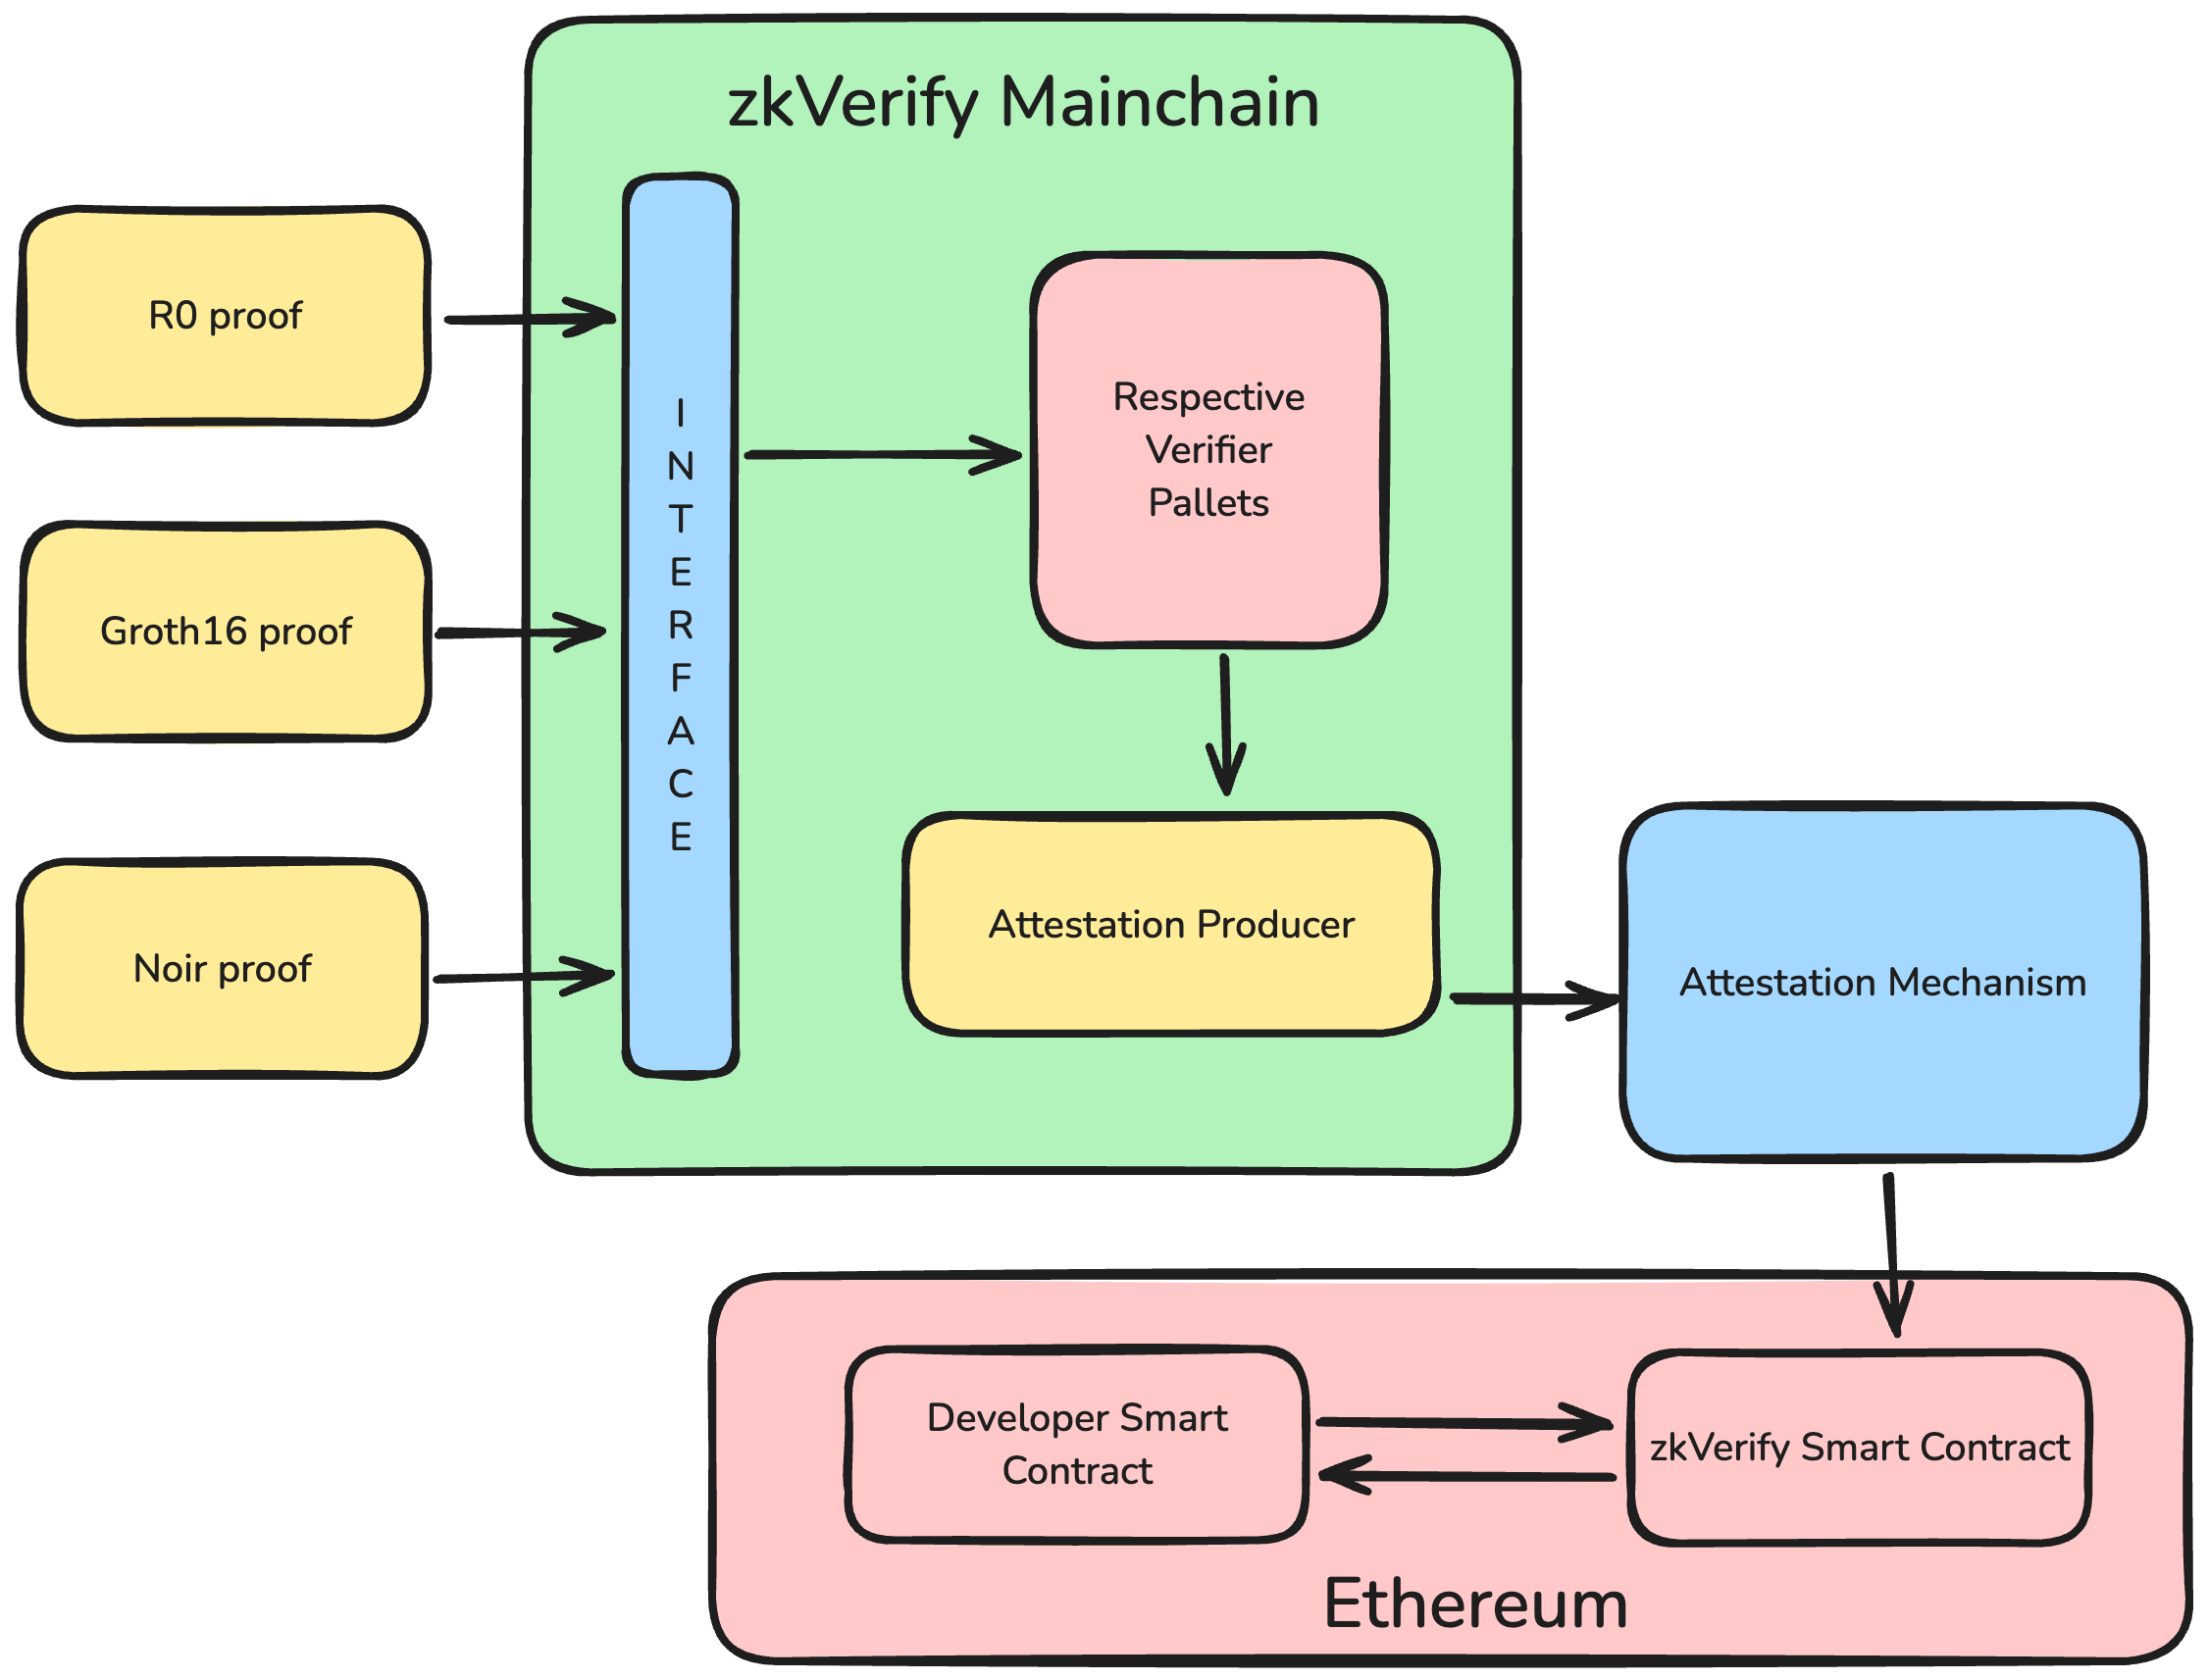 zkVerify Mainchain
R0 proof
Groth16 proof
Noir proof
I
N
T
E
R
F
A
C
E
Respective
Verifier
Pallets
Attestation Producer
Attestation Mechanism
Developer Smart
Contract
zkVerify Smart Contract
Ethereum